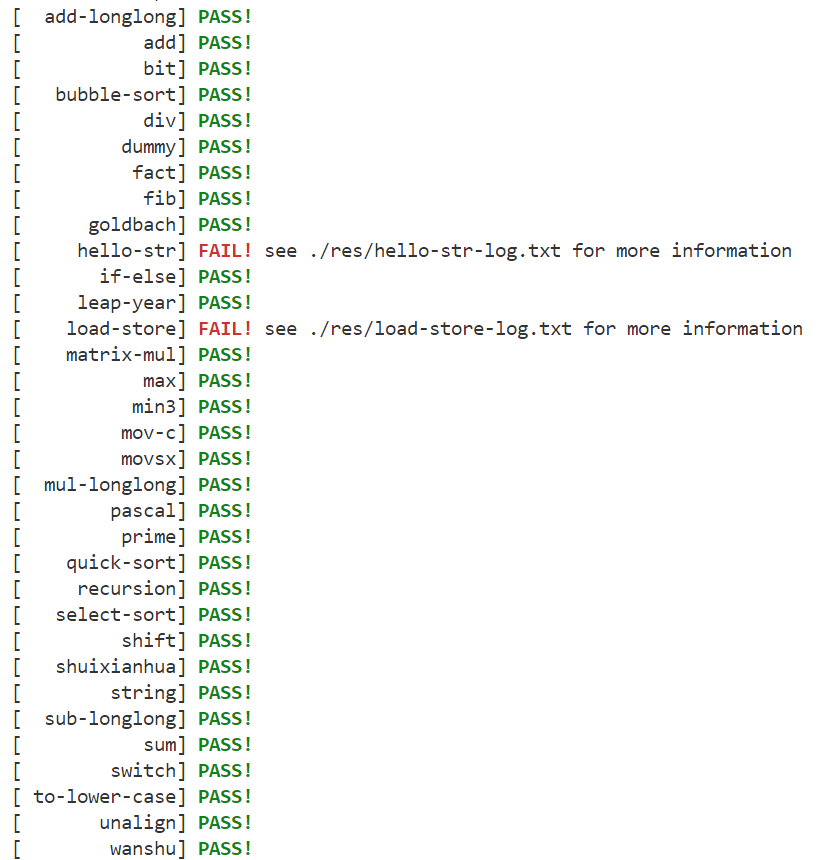 [  add-longlong] PASS!
[           add] PASS!
[           bit] PASS!
[   bubble-sort] PASS!
[           div] PASS!
[         dummy] PASS!
[          fact] PASS!
[           fib] PASS!
[      goldbach] PASS!
[     hello-str] FAIL! see ./res/hello-str-log.txt for more information
[       if-else] PASS!
[     leap-year] PASS!
[    load-store] FAIL! see ./res/load-store-log.txt for more information
[    matrix-mul] PASS!
[           max] PASS!
[          min3] PASS!
[         mov-c] PASS!
[         movsx] PASS!
[  mul-longlong] PASS!
[        pascal] PASS!
[         prime] PASS!
[    quick-sort] PASS!
[     recursion] PASS!
[   select-sort] PASS!
[         shift] PASS!
[   shuixianhua] PASS!
[        string] PASS!
[  sub-longlong] PASS!
[           sum] PASS!
[        switch] PASS!
[ to-lower-case] PASS!
[       unalign] PASS!
[        wanshu] PASS!